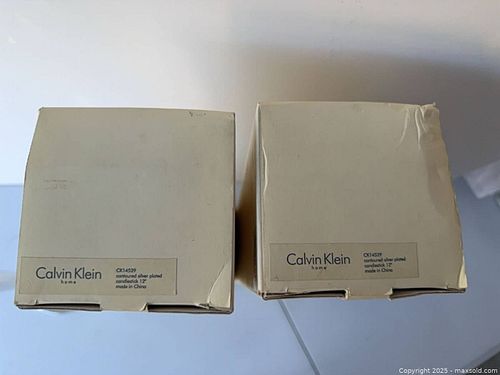 Calvin Klein
home
CK14539
contoured silver plated
candlestick 12"
made in China
Calvin Klein
home
CK14539
contoured silver plated
candlestick 12"
made in China
Copyright © 2025 - maxsold.com